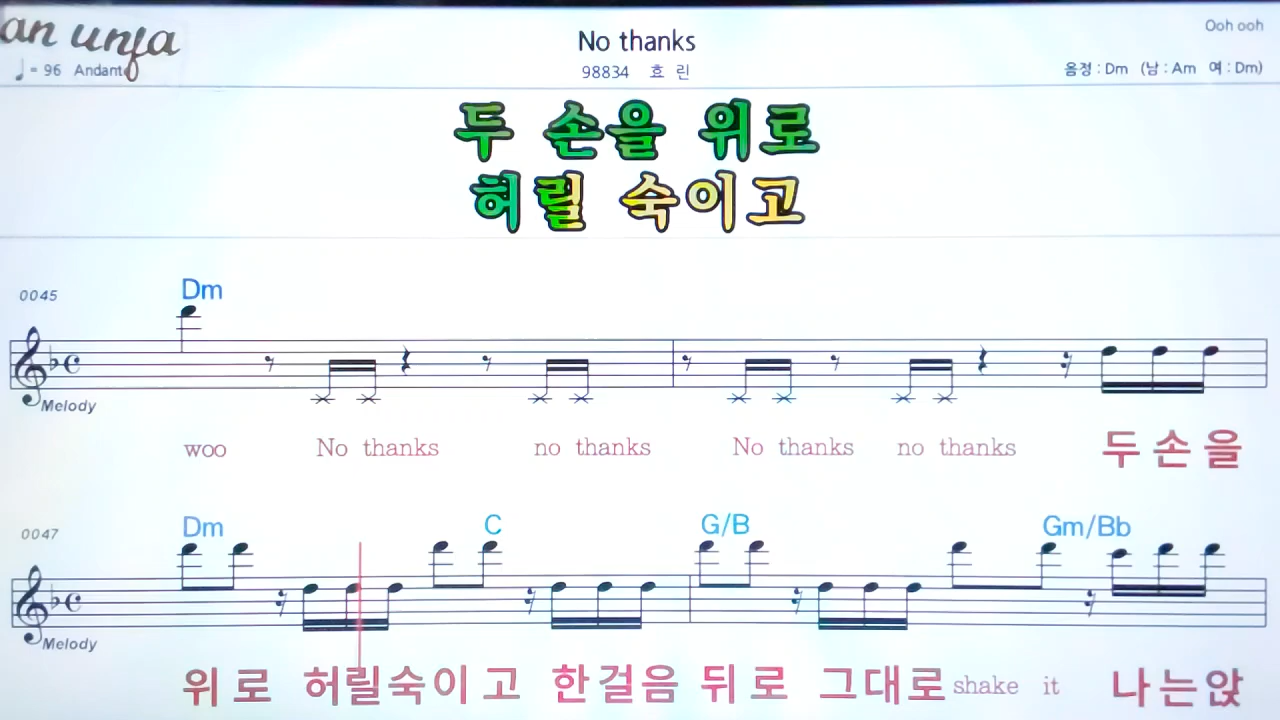 an unfa
No thanks
Ooh ooh
♩= 96 Andante
98834 효 린
음정 : Dm (남 : Am 여 : Dm)
두 손을 위로
허릴 숙이고
0045 Dm
Melody
woo No thanks no thanks No thanks no thanks 두 손 을
0047 Dm C G/B Gm/Bb
Melody
위 로 허릴숙이 고 한걸음 뒤 로 그대로 shake it 나 는 앉